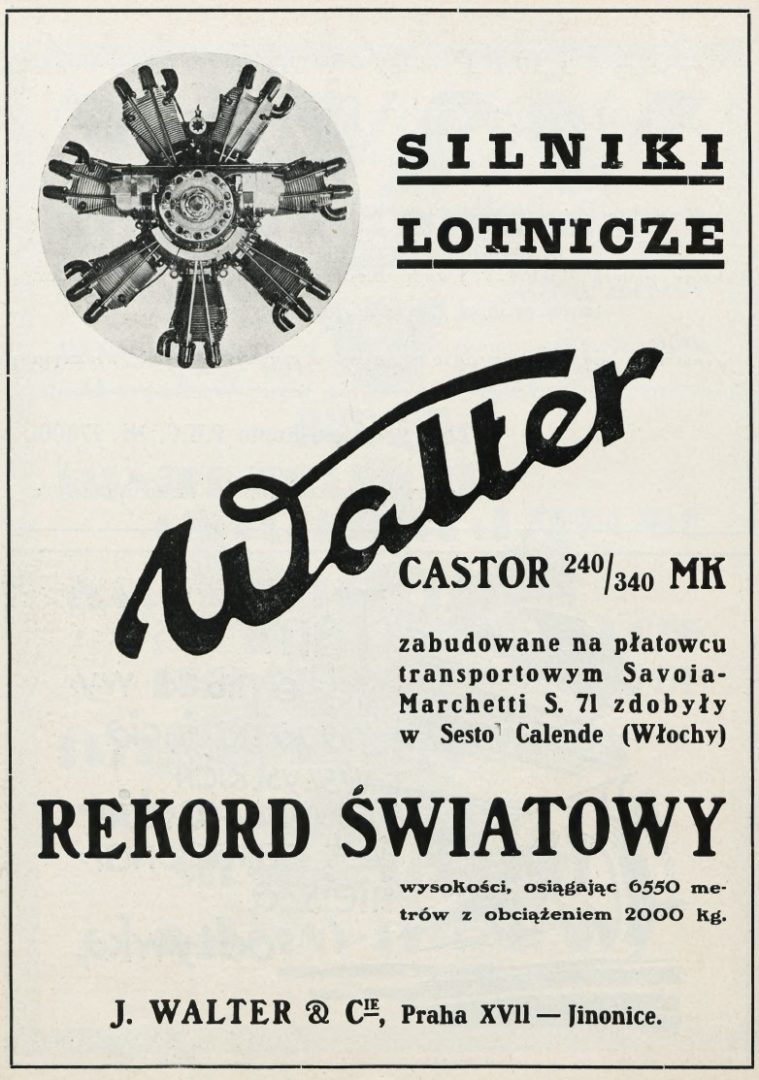 SILNIKI
LOTNICZE
Walter
CASTOR 240/340 MK
zabudowane na płatowcu
transportowym Savoia-
Marchetti S. 71 zdobyły
w Sesto Calende (Włochy)
REKORD ŚWIATOWY
wysokości, osiągając 6550 me-
trów z obciążeniem 2000 kg.
J. WALTER & CIE, Praha XVII — Jinonice.